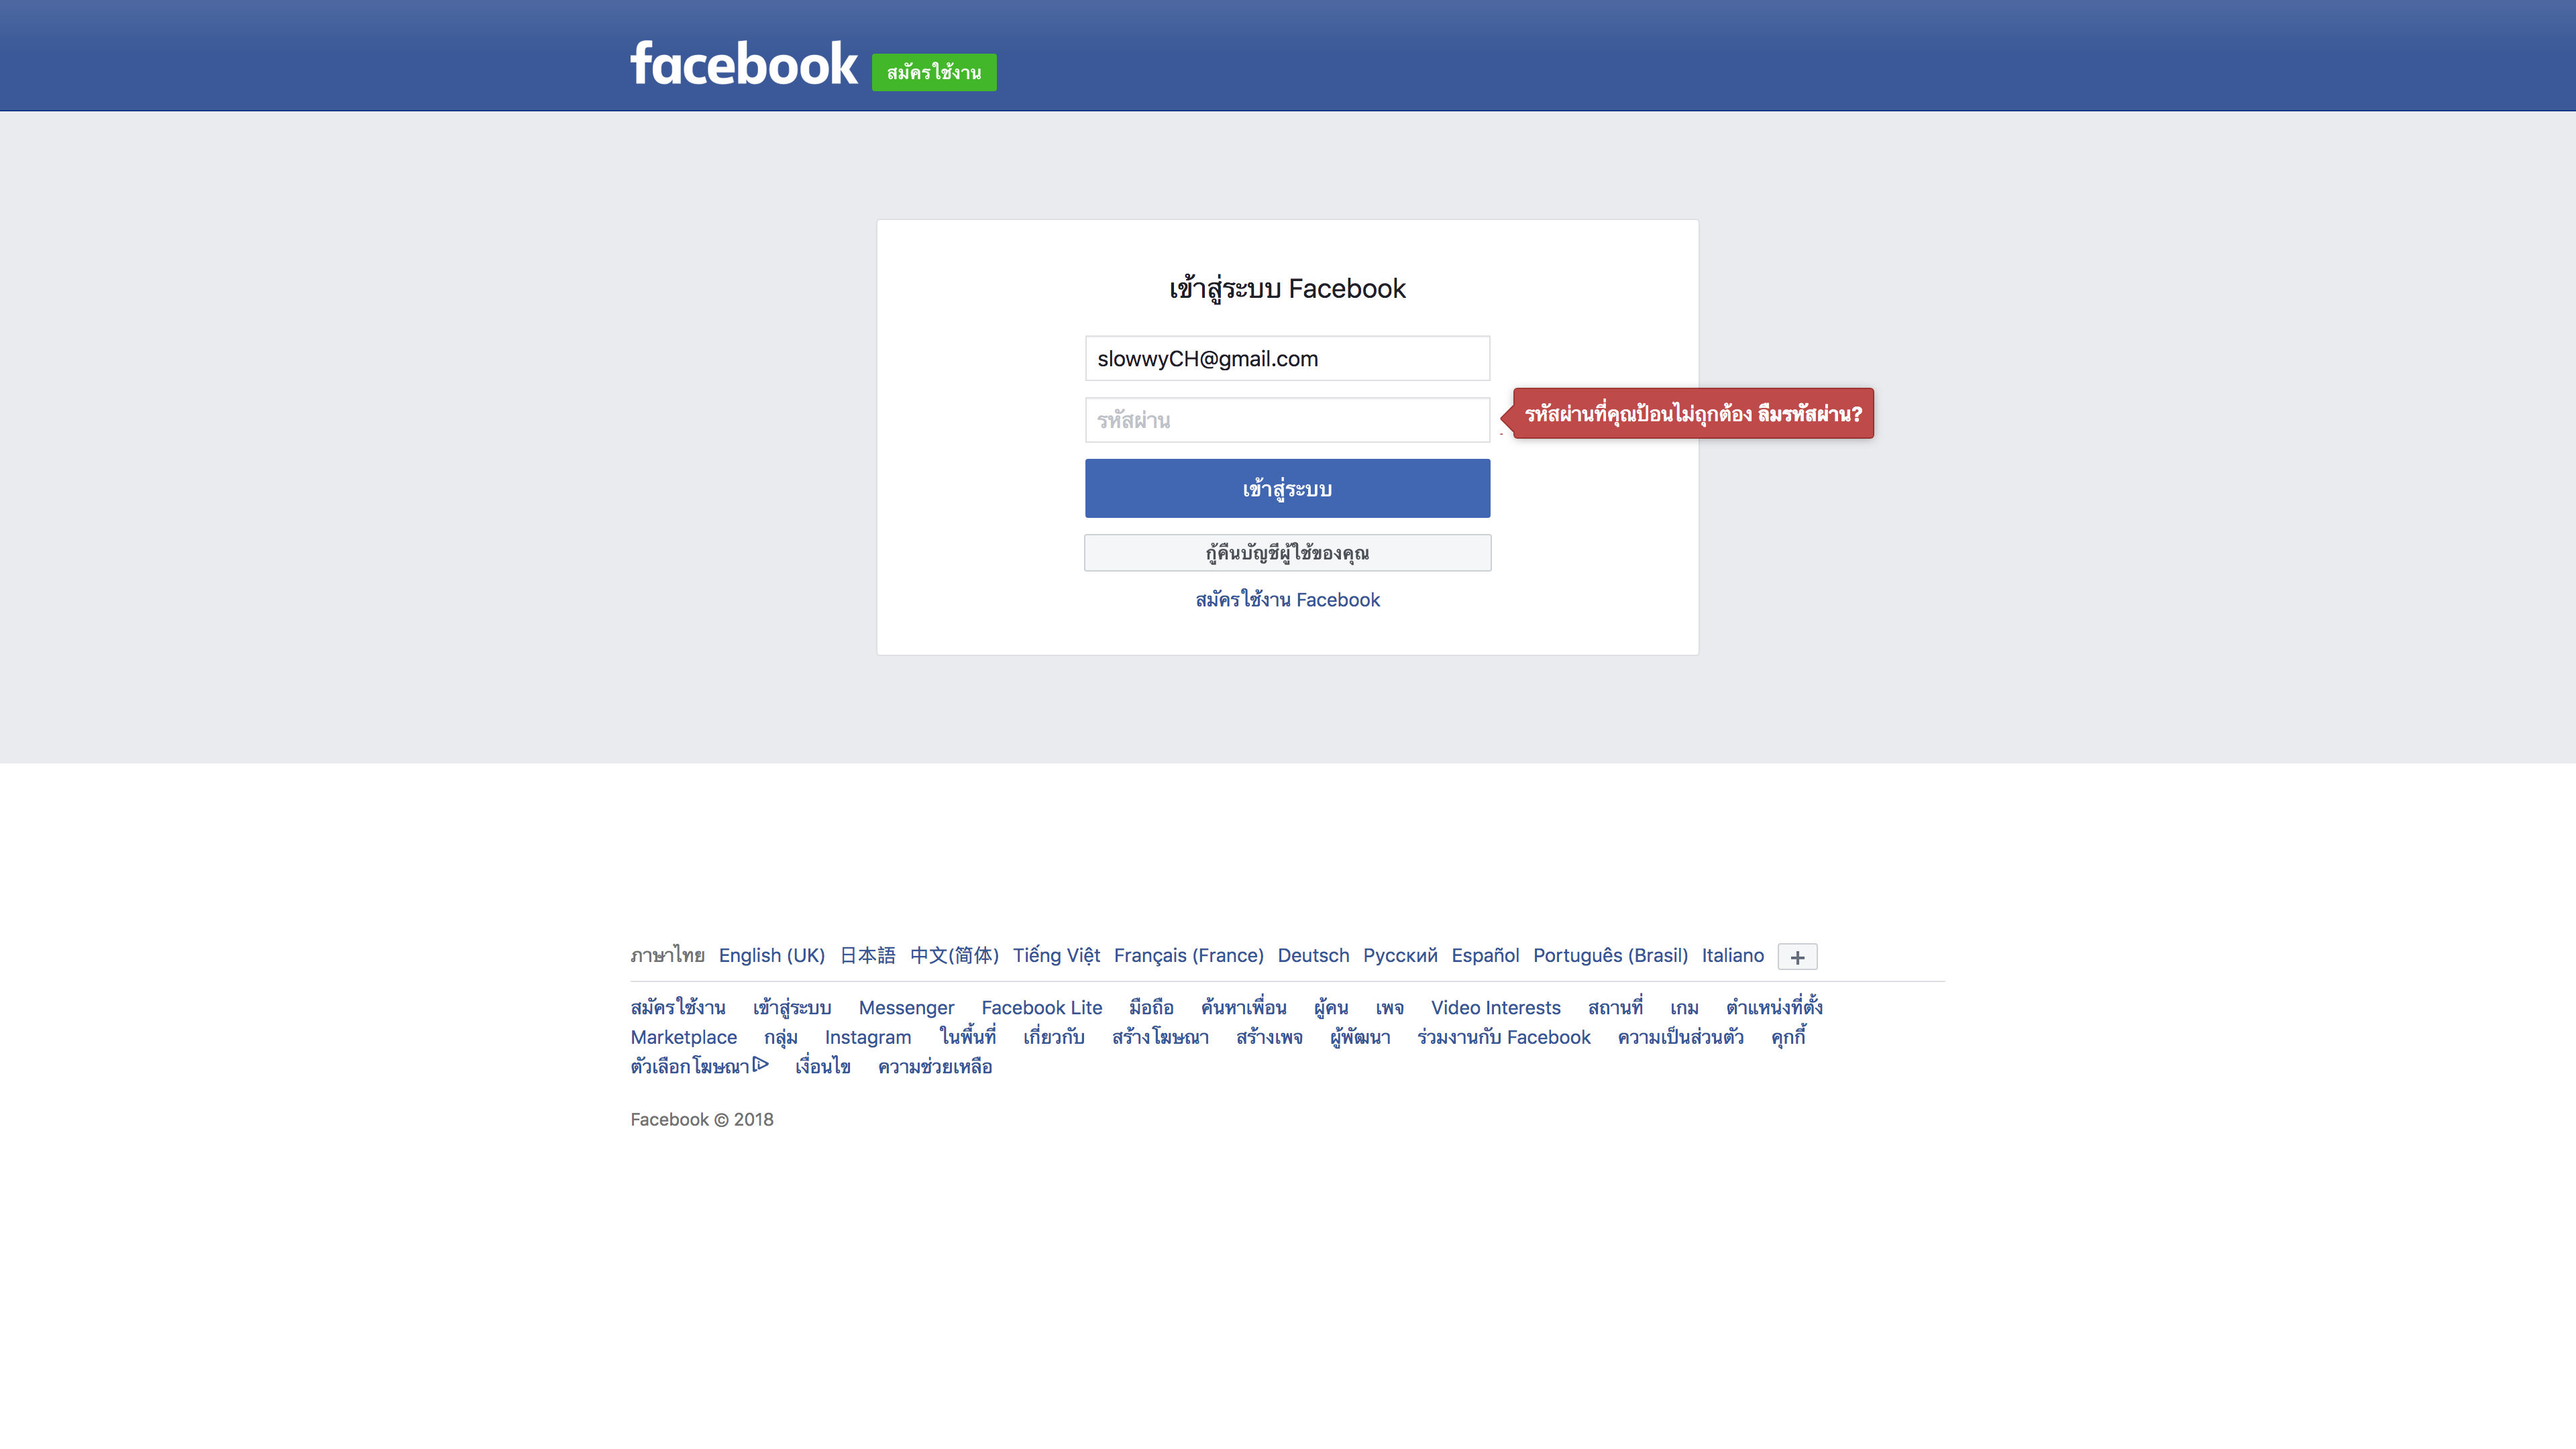 facebook สมัครใช้งาน
เข้าสู่ระบบ Facebook
slowwyCH@gmail.com
รหัสผ่าน
รหัสผ่านที่คุณป้อนไม่ถูกต้อง ลืมรหัสผ่าน?
เข้าสู่ระบบ
กู้คืนบัญชีผู้ใช้ของคุณ
สมัครใช้งาน Facebook
ภาษาไทย English (UK) 日本語 中文(简体) Tiếng Việt Français (France) Deutsch Русский Español Português (Brasil) Italiano +
สมัครใช้งาน เข้าสู่ระบบ Messenger Facebook Lite มือถือ ค้นหาเพื่อน ผู้คน เพจ Video Interests สถานที่ เกม ตำแหน่งที่ตั้ง
Marketplace กลุ่ม Instagram ในพื้นที่ เกี่ยวกับ สร้างโฆษณา สร้างเพจ ผู้พัฒนา ร่วมงานกับ Facebook ความเป็นส่วนตัว คุกกี้
ตัวเลือกโฆษณา เงื่อนไข ความช่วยเหลือ
Facebook © 2018